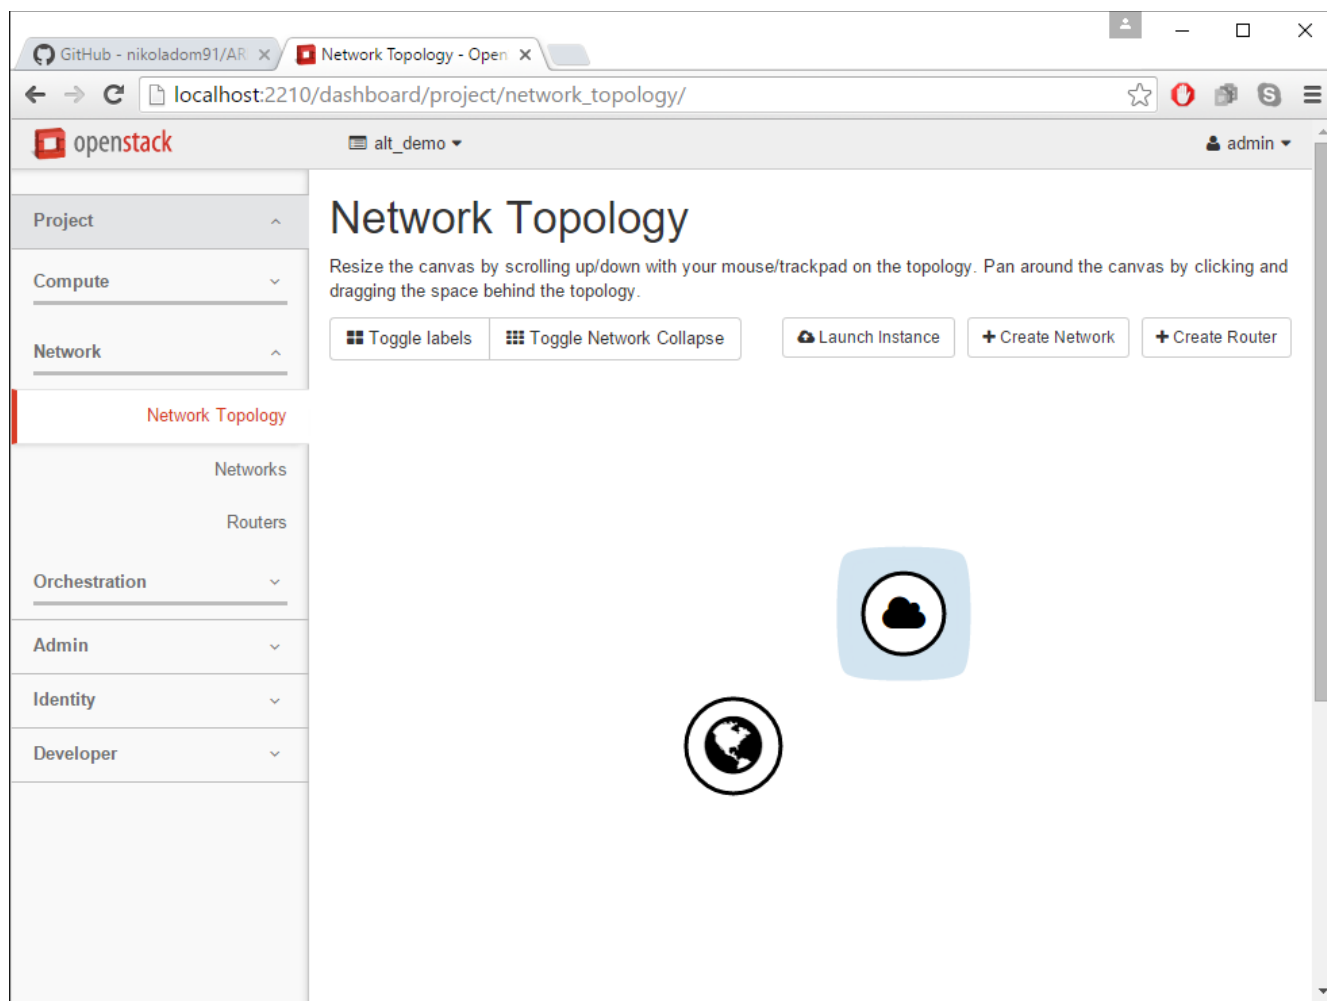 GitHub - nikoladom91/AR
Network Topology - Open
localhost:2210/dashboard/project/network_topology/
openstack
alt_demo
admin
Project
Compute
Network
Network Topology
Networks
Routers
Orchestration
Admin
Identity
Developer
Network Topology
Resize the canvas by scrolling up/down with your mouse/trackpad on the topology. Pan around the canvas by clicking and
dragging the space behind the topology.
Toggle labels
Toggle Network Collapse
Launch Instance
+ Create Network
+ Create Router